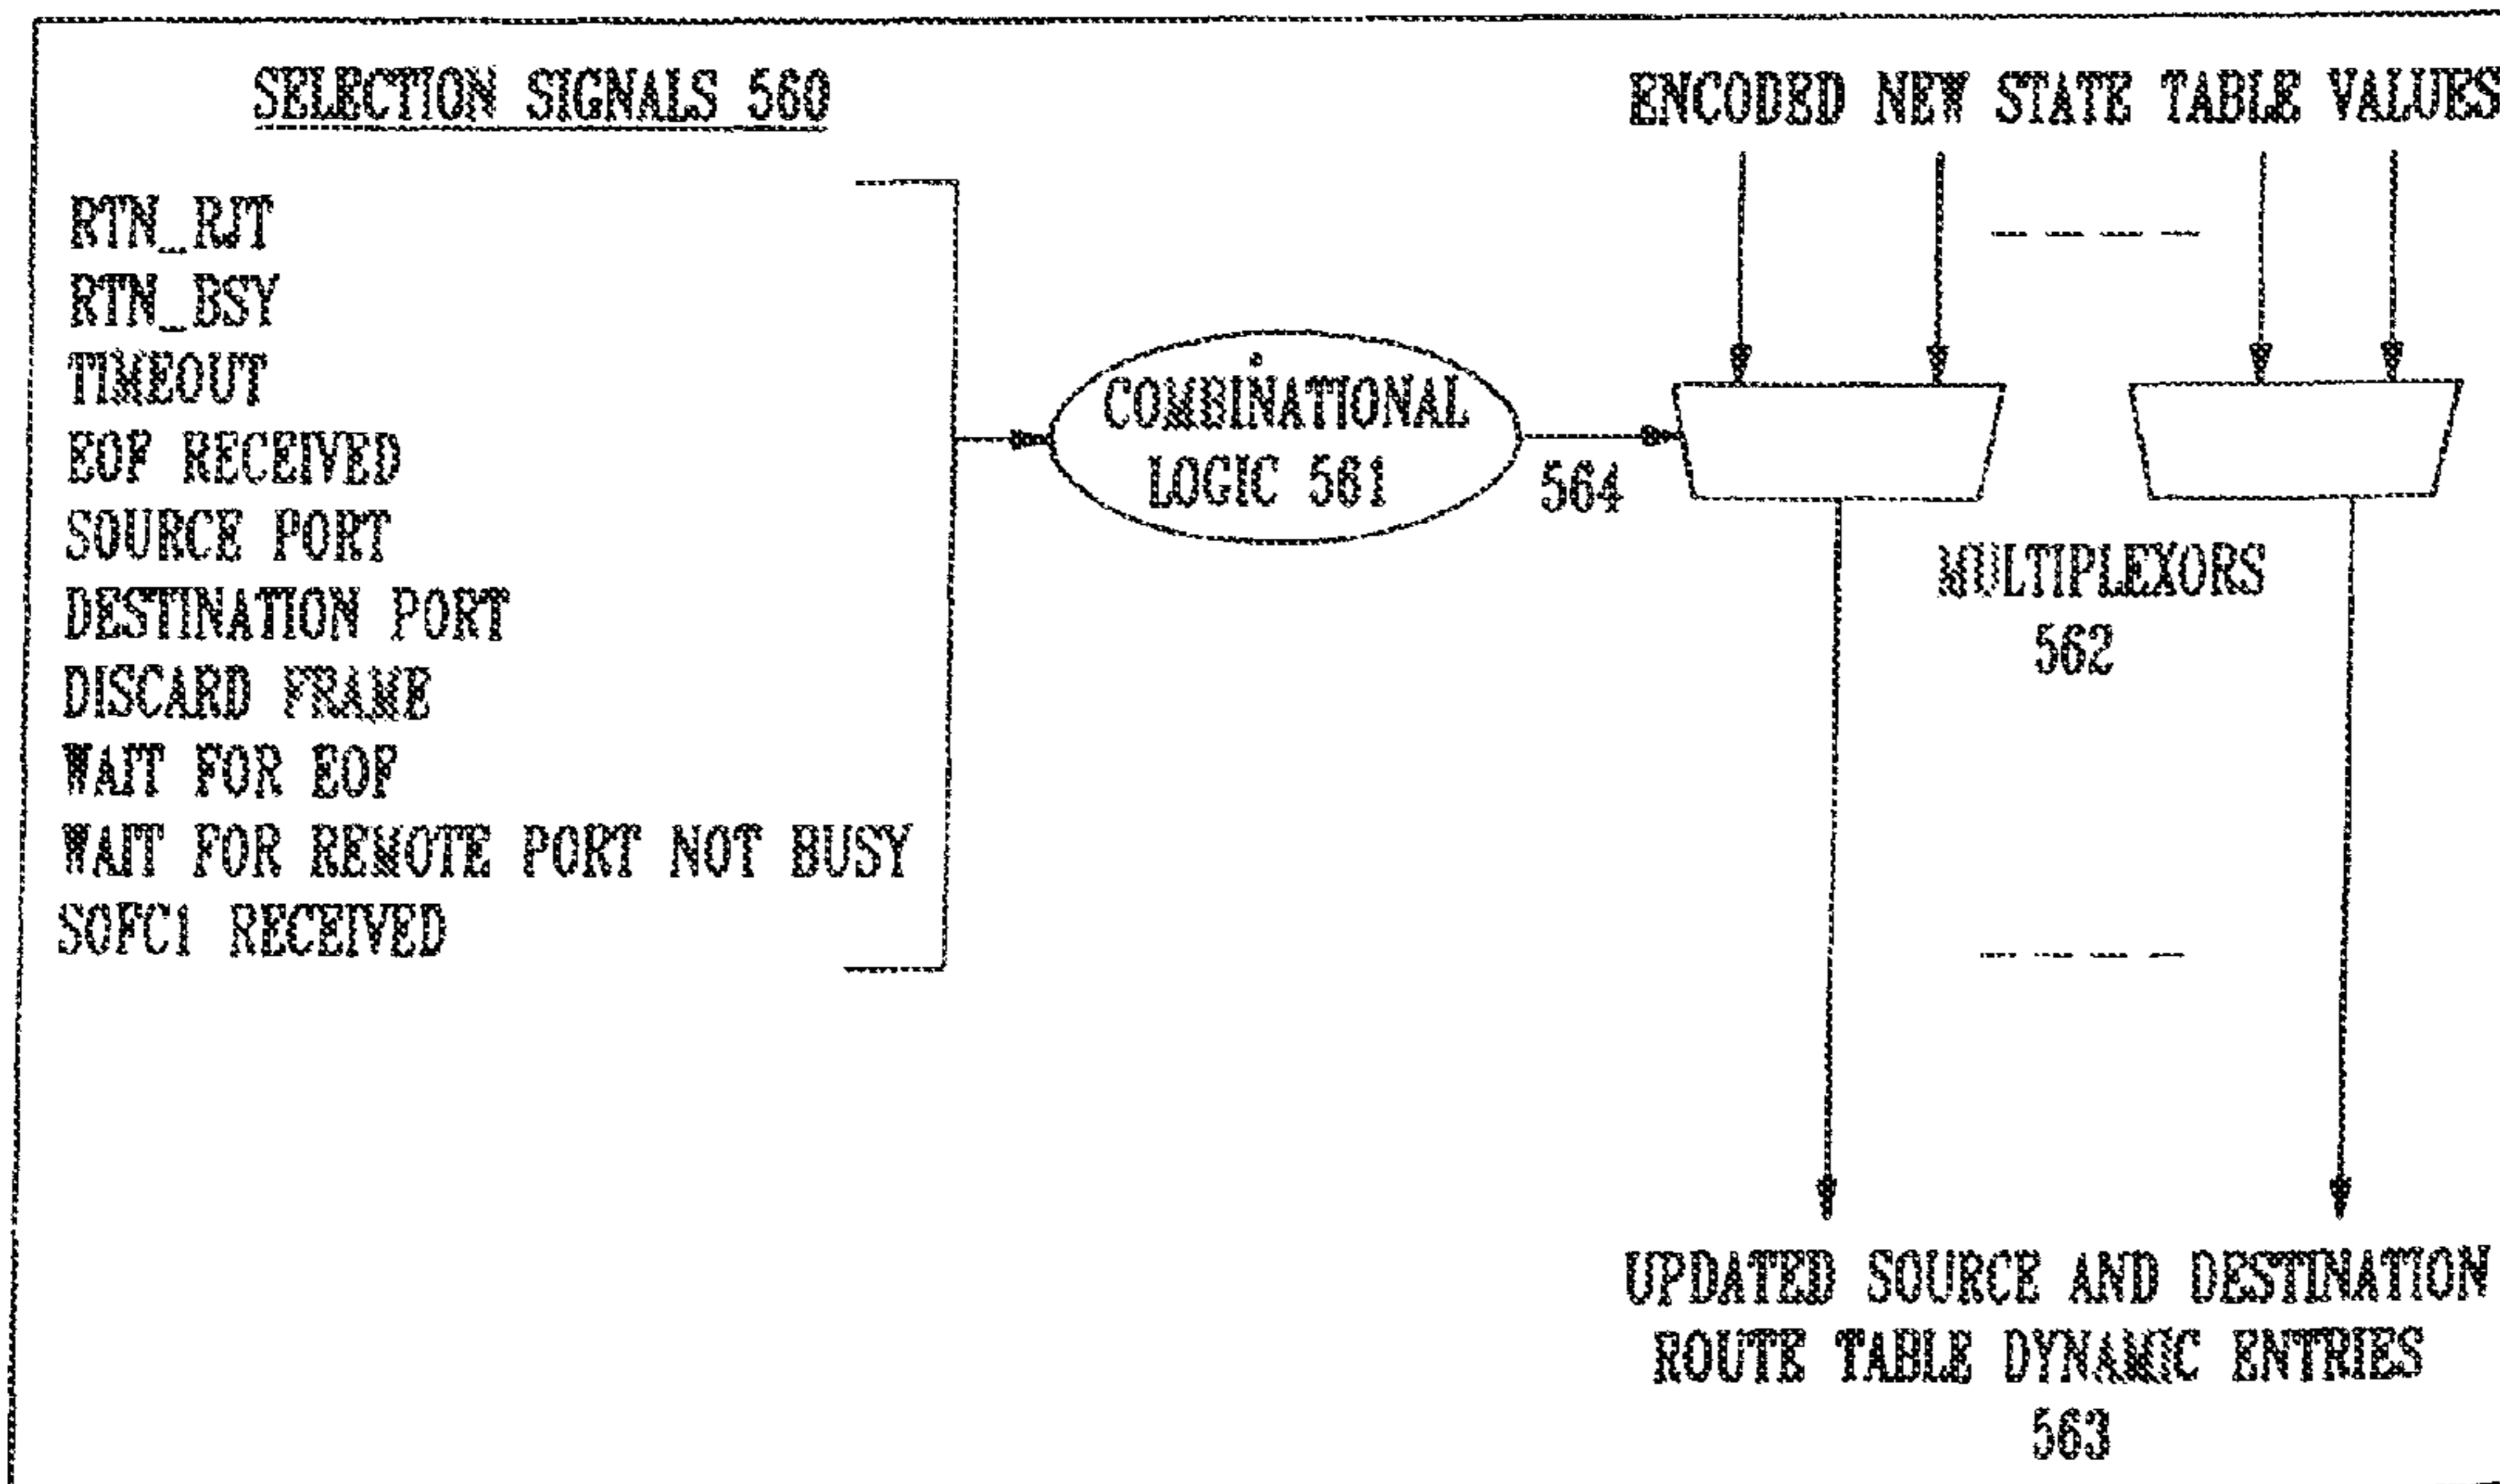 SELECTION SIGNALS 560
RTN_RJT
RTN_BSY
TIMEOUT
EOF RECEIVED
SOURCE PORT
DESTINATION PORT
DISCARD FRAME
WAIT FOR EOF
WAIT FOR REMOTE PORT NOT BUSY
SOFC1 RECEIVED
COMBINATIONAL
LOGIC 561
564
ENCODED NEW STATE TABLE VALUES
MULTIPLEXORS
562
UPDATED SOURCE AND DESTINATION
ROUTE TABLE DYNAMIC ENTRIES
563